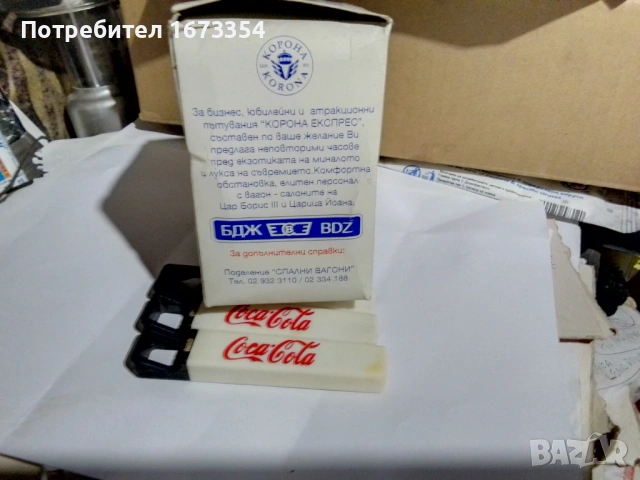 Потребител 1673354
КОРОНА
KORONA
За бизнес, юбилейни и атракционни
пътувания "КОРОНА ЕКСПРЕС",
съставен по ваше желание Ви
предлага неповторими часове
пред екзотиката на миналото
и лукса на съвремието.Комфортна
обстановка, елитен персонал
с вагон - салоните на
Цар Борис III и Царица Йоана.
БДЖ BDZ
За допълнителни справки:
Поделение "СПАЛНИ ВАГОНИ"
Тел. 02 932 3110 / 02 334 188
Coca-Cola
Coca-Cola
BAZAR